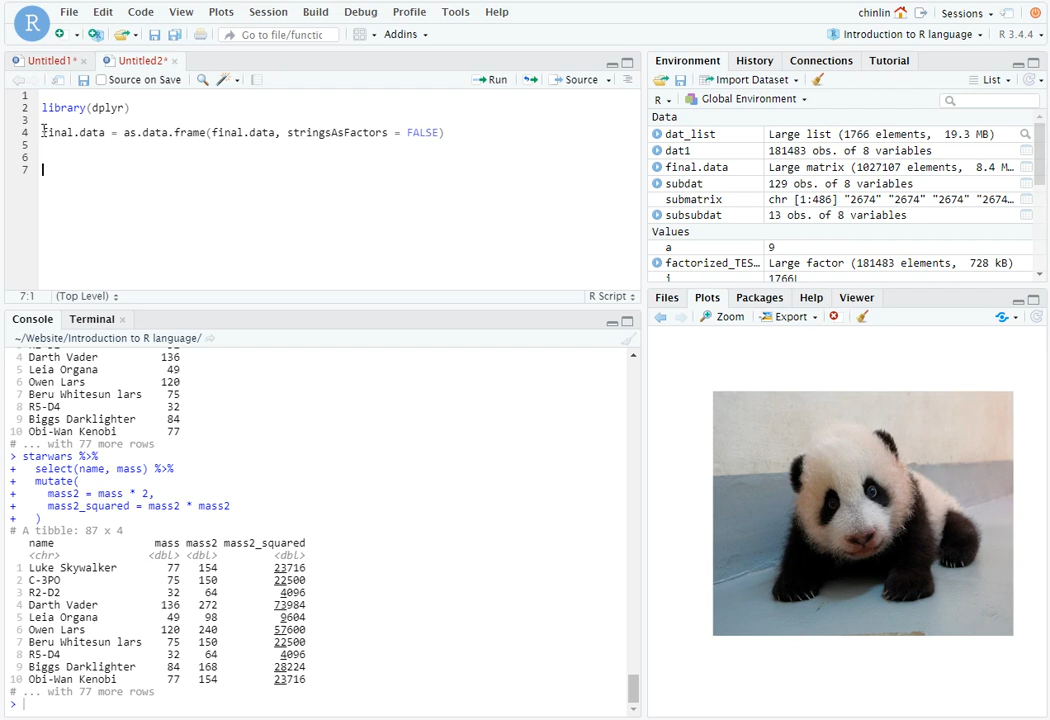 R File Edit Code View Plots Session Build Debug Profile Tools Help chinlin Sessions
Go to file/functic Addins Introduction to R language R 3.4.4
Untitled1* × Untitled2* ×
Source on Save Run Source
1
2 library(dplyr)
3
4 final.data = as.data.frame(final.data, stringsAsFactors = FALSE)
5
6
7
7:1 (Top Level) R Script
Console Terminal ×
~/Website/Introduction to R language/
4 Darth Vader 136
5 Leia Organa 49
6 Owen Lars 120
7 Beru Whitesun lars 75
8 R5-D4 32
9 Biggs Darklighter 84
10 Obi-Wan Kenobi 77
# ... with 77 more rows
> starwars %>%
+ select(name, mass) %>%
+ mutate(
+ mass2 = mass * 2,
+ mass2_squared = mass2 * mass2
+ )
# A tibble: 87 x 4
name mass mass2 mass2_squared
<chr> <dbl> <dbl> <dbl>
1 Luke Skywalker 77 154 23716
2 C-3PO 75 150 22500
3 R2-D2 32 64 4096
4 Darth Vader 136 272 73984
5 Leia Organa 49 98 9604
6 Owen Lars 120 240 57600
7 Beru Whitesun lars 75 150 22500
8 R5-D4 32 64 4096
9 Biggs Darklighter 84 168 28224
10 Obi-Wan Kenobi 77 154 23716
# ... with 77 more rows
>
Environment History Connections Tutorial
Import Dataset List
R Global Environment
Data
dat_list Large list (1766 elements, 19.3 MB)
dat1 181483 obs. of 8 variables
final.data Large matrix (1027107 elements, 8.4 M…
subdat 129 obs. of 8 variables
submatrix chr [1:486] "2674" "2674" "2674" "2674…
subsubdat 13 obs. of 8 variables
Values
a 9
factorized_TES… Large factor (181483 elements, 728 kB)
i 1766L
Files Plots Packages Help Viewer
Zoom Export